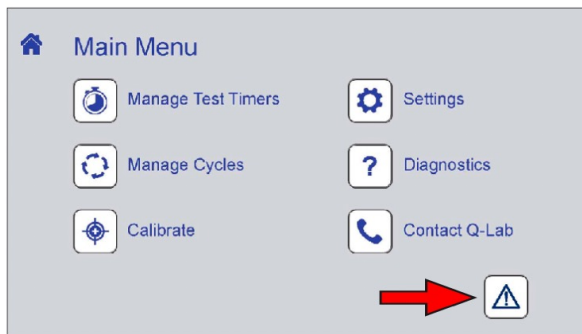 Main Menu
Manage Test Timers
Settings
Manage Cycles
?
Diagnostics
Calibrate
Contact Q-Lab